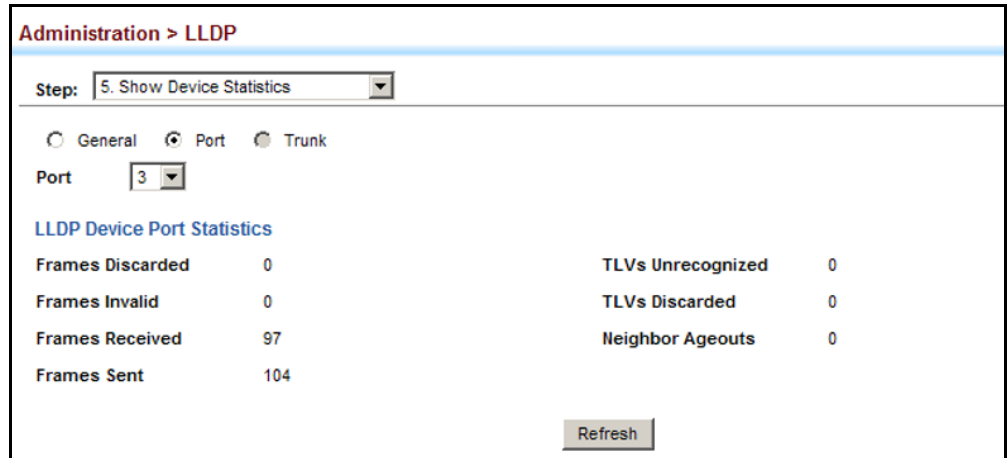 Administration > LLDP
Step: 5. Show Device Statistics
General Port Trunk
Port 3
LLDP Device Port Statistics
Frames Discarded 0 TLVs Unrecognized 0
Frames Invalid 0 TLVs Discarded 0
Frames Received 97 Neighbor Ageouts 0
Frames Sent 104
Refresh